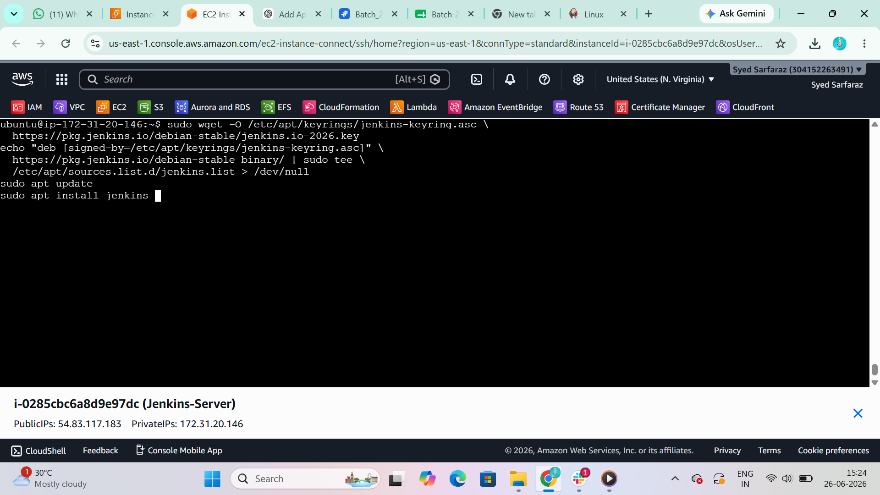 (11) Wh
Instance
EC2 Ins
Add Ap
Batch_2
Batch-2
New tab
Linux
Ask Gemini
us-east-1.console.aws.amazon.com/ec2-instance-connect/ssh/home?region=us-east-1&connType=standard&instanceId=i-0285cbc6a8d9e97dc&osUser...
aws
Search
[Alt+S]
United States (N. Virginia)
Syed Sarfaraz (304152263491)
Syed Sarfaraz
IAM VPC EC2 S3 Aurora and RDS EFS CloudFormation Lambda Amazon EventBridge Route 53 Certificate Manager CloudFront
ubuntu@ip-172-31-20-146:~$ sudo wget -O /etc/apt/keyrings/jenkins-keyring.asc \
https://pkg.jenkins.io/debian-stable/jenkins.io-2026.key
echo "deb [signed-by=/etc/apt/keyrings/jenkins-keyring.asc]" \
https://pkg.jenkins.io/debian-stable binary/ | sudo tee \
/etc/apt/sources.list.d/jenkins.list > /dev/null
sudo apt update
sudo apt install jenkins
i-0285cbc6a8d9e97dc (Jenkins-Server)
PublicIPs: 54.83.117.183 PrivateIPs: 172.31.20.146
CloudShell Feedback Console Mobile App © 2026, Amazon Web Services, Inc. or its affiliates. Privacy Terms Cookie preferences
1
30°C
Mostly cloudy
Search
1
ENG
IN
15:24
26-06-2026